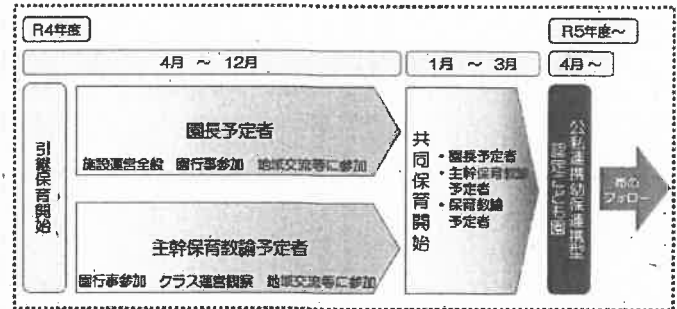 R4年度
R5年度～
4月 ～ 12月
1月 ～ 3月
4月～
引継保育開始
園長予定者
施設運営全般 園行事参加 地域交流等に参加
主幹保育教諭予定者
園行事参加 クラス運営観察 地域交流等に参加
共同保育開始
・園長予定者
・主幹保育教諭
予定者
・保育教諭
予定者
公私連携幼保連携型
認定こども園
市の
フォロー